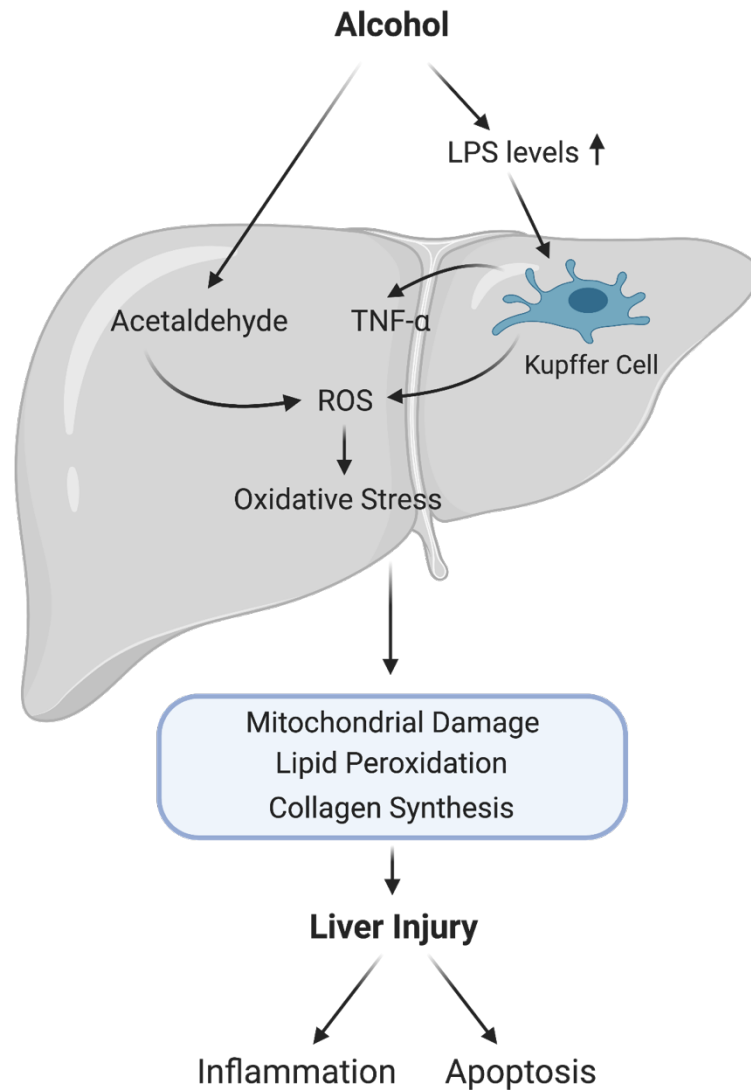 Alcohol
LPS levels
Acetaldehyde
TNF-α
Kupffer Cell
ROS
Oxidative Stress
Mitochondrial Damage
Lipid Peroxidation
Collagen Synthesis
Liver Injury
Inflammation
Apoptosis